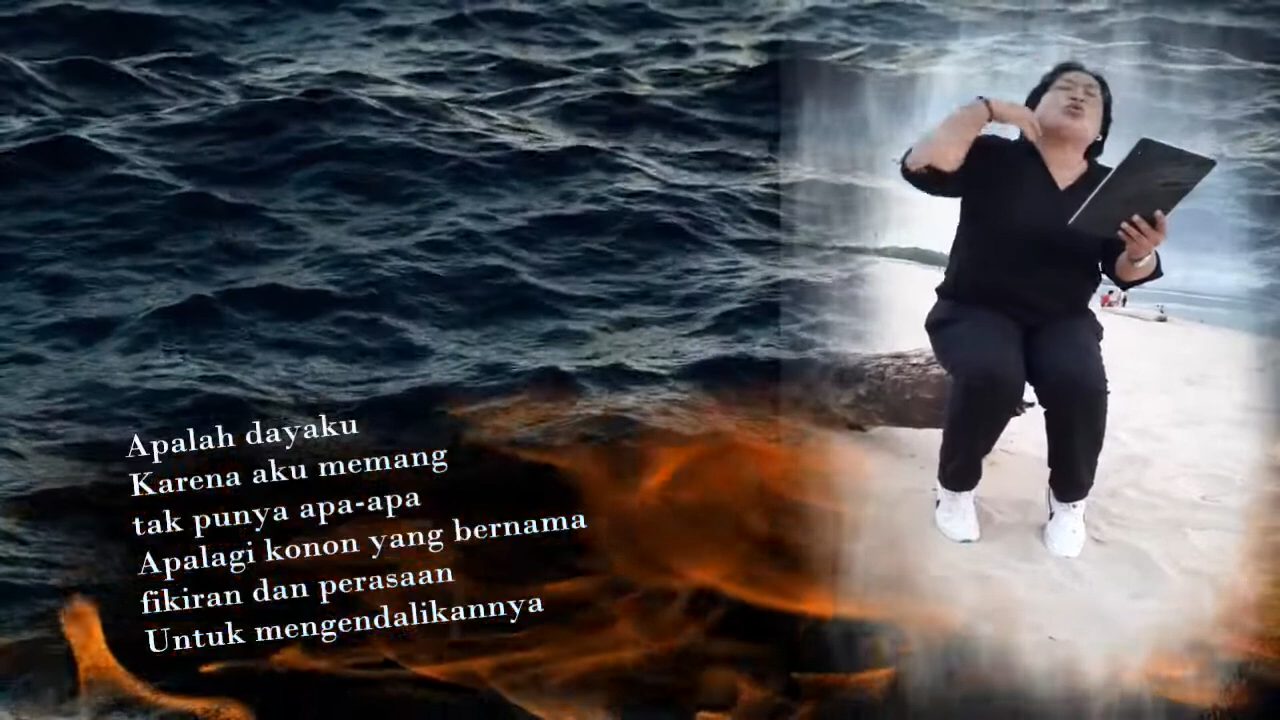 Apalah dayaku
Karena aku memang
tak punya apa-apa
Apalagi konon yang bernama
fikiran dan perasaan
Untuk mengendalikannya